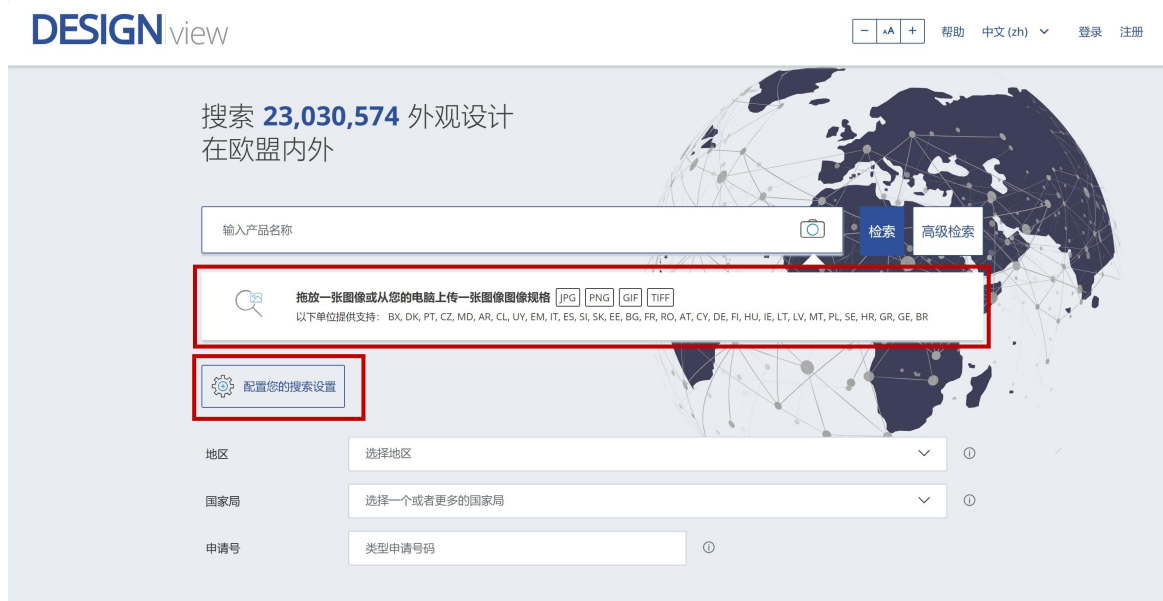 DESIGNview
- AA + 帮助 中文 (zh) 登录 注册
搜索 23,030,574 外观设计
在欧盟内外
输入产品名称 检索 高级检索
拖放一张图像或从您的电脑上传一张图像图像规格 JPG PNG GIF TIFF
以下单位提供支持: BX, DK, PT, CZ, MD, AR, CL, UY, EM, IT, ES, SI, SK, EE, BG, FR, RO, AT, CY, DE, FI, HU, IE, LT, LV, MT, PL, SE, HR, GR, GE, BR
配置您的搜索设置
地区 选择地区
国家局 选择一个或者更多的国家局
申请号 类型申请号码